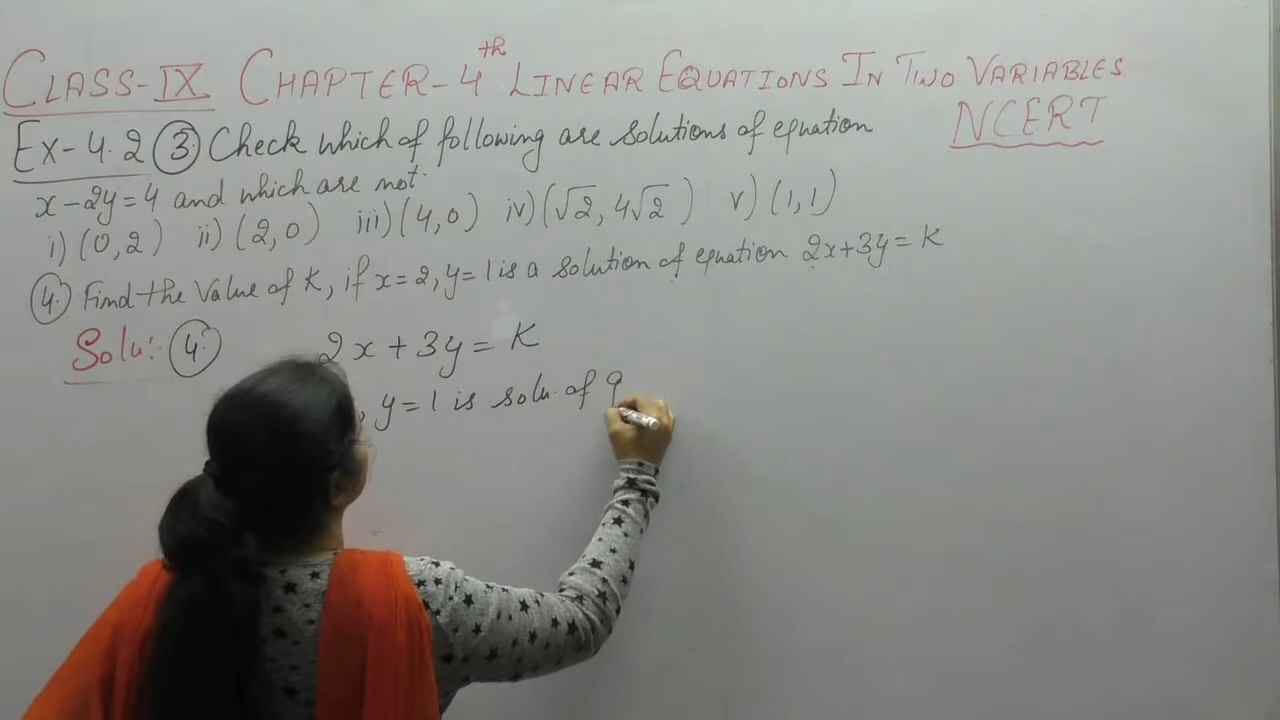 CLASS-IX CHAPTER-4th LINEAR EQUATIONS IN TWO VARIABLES
NCERT
Ex-4.2 (3.) Check which of following are solutions of equation
x-2y=4 and which are not.
i) (0,2) ii) (2,0) iii) (4,0) iv) (√2, 4√2) v) (1,1)
(4.) Find the Value of K, if x=2, y=1 is a solution of equation 2x+3y=K
Solu: (4.) 2x+3y=K
, y=1 is solu. of